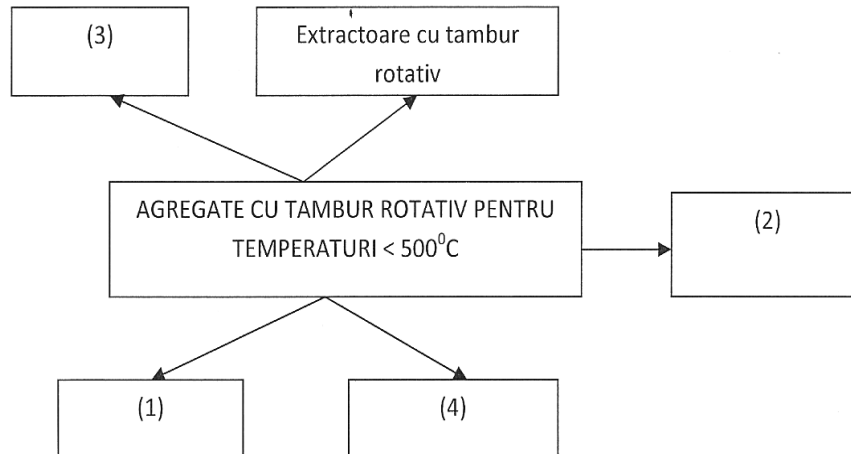 (3)
Extractoare cu tambur
rotativ
AGREGATE CU TAMBUR ROTATIV PENTRU
TEMPERATURI < 500⁰C
(2)
(1)
(4)